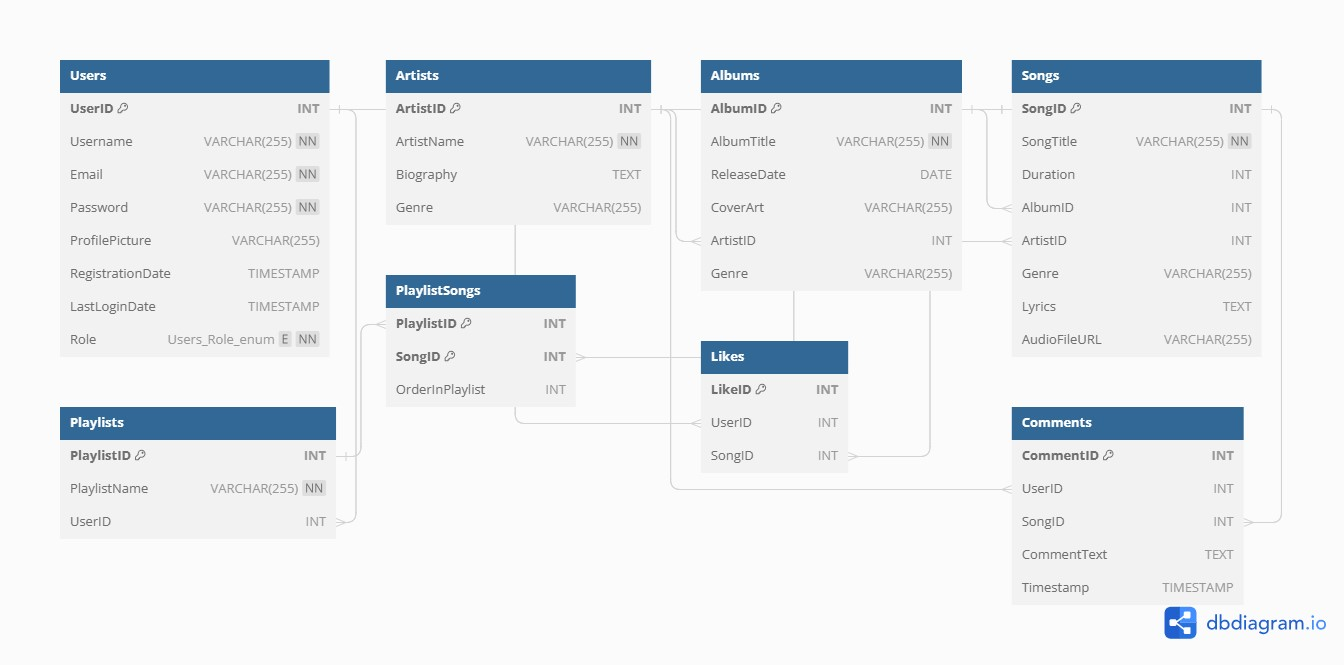 Users
UserID INT
Username VARCHAR(255) NN
Email VARCHAR(255) NN
Password VARCHAR(255) NN
ProfilePicture VARCHAR(255)
RegistrationDate TIMESTAMP
LastLoginDate TIMESTAMP
Role Users_Role_enum E NN
Artists
ArtistID INT
ArtistName VARCHAR(255) NN
Biography TEXT
Genre VARCHAR(255)
Albums
AlbumID INT
AlbumTitle VARCHAR(255) NN
ReleaseDate DATE
CoverArt VARCHAR(255)
ArtistID INT
Genre VARCHAR(255)
Songs
SongID INT
SongTitle VARCHAR(255) NN
Duration INT
AlbumID INT
ArtistID INT
Genre VARCHAR(255)
Lyrics TEXT
AudioFileURL VARCHAR(255)
PlaylistSongs
PlaylistID INT
SongID INT
OrderInPlaylist INT
Likes
LikeID INT
UserID INT
SongID INT
Playlists
PlaylistID INT
PlaylistName VARCHAR(255) NN
UserID INT
Comments
CommentID INT
UserID INT
SongID INT
CommentText TEXT
Timestamp TIMESTAMP
dbdiagram.io